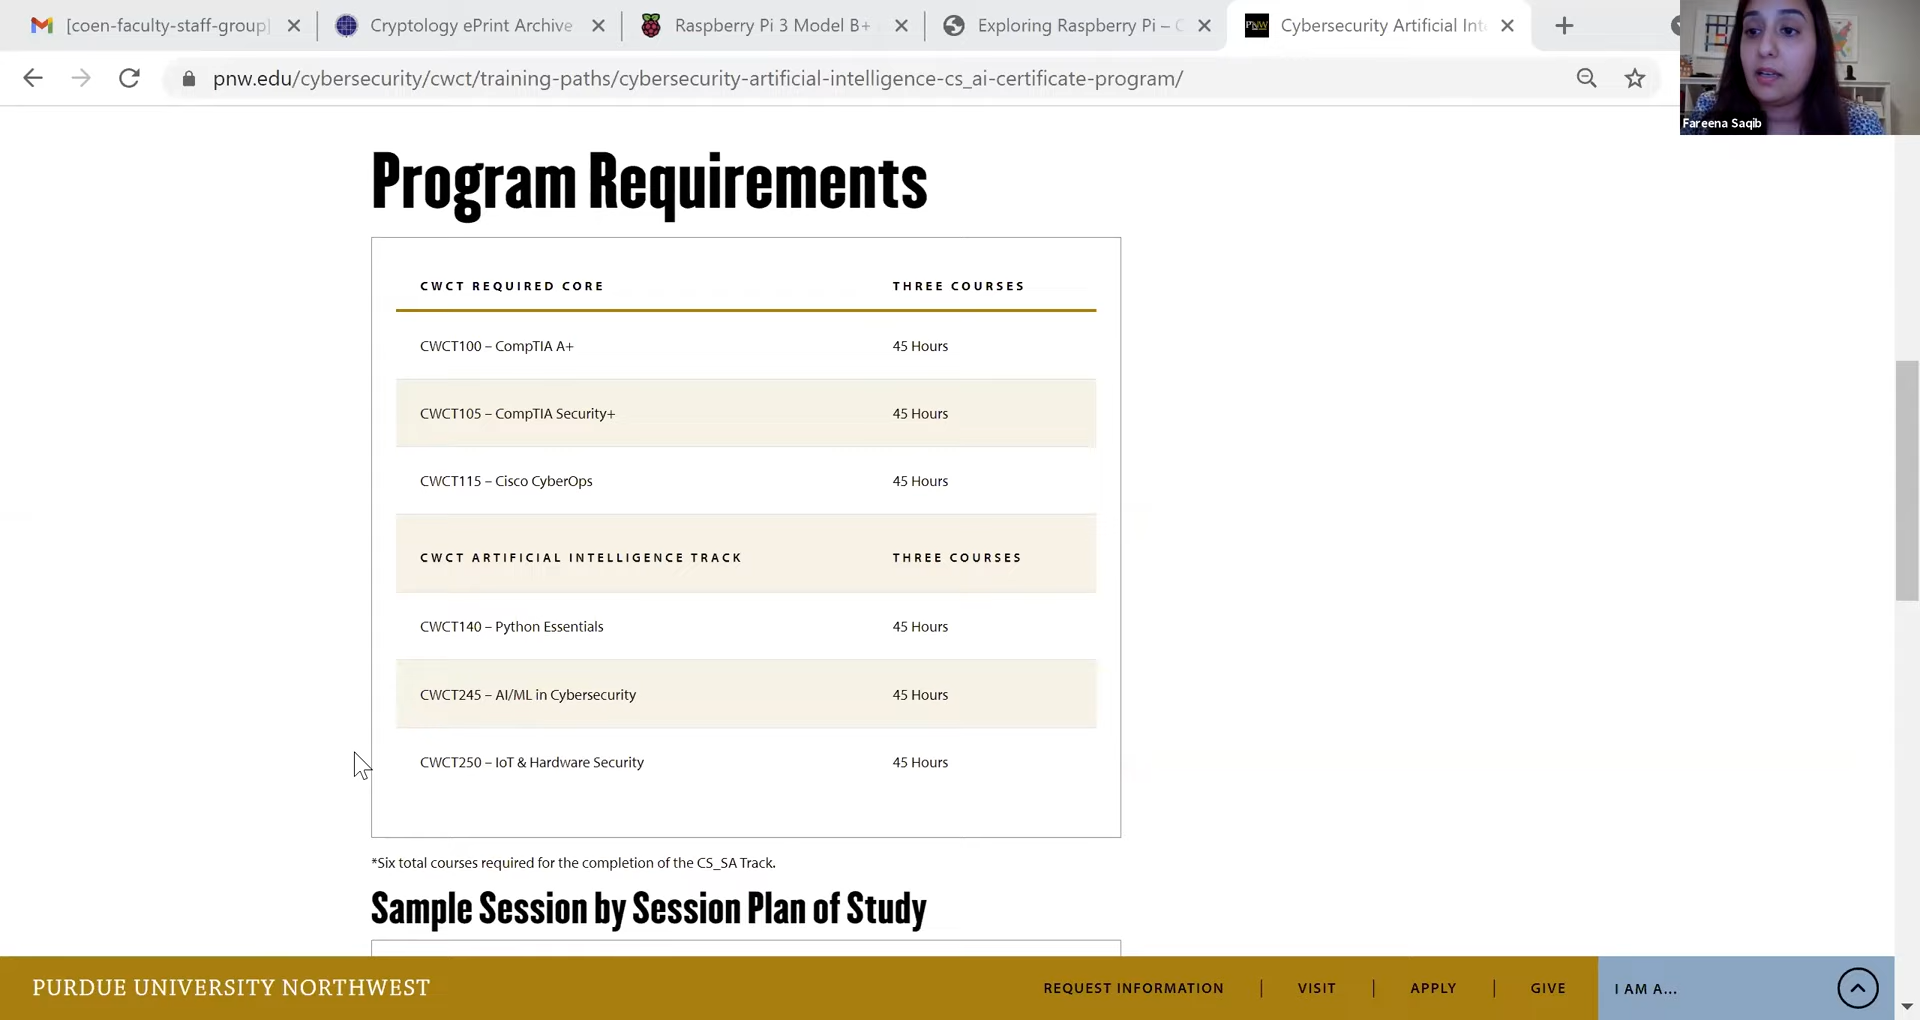 [coen-faculty-staff-group]
Cryptology ePrint Archive
Raspberry Pi 3 Model B+
Exploring Raspberry Pi – C
Cybersecurity Artificial Int
pnw.edu/cybersecurity/cwct/training-paths/cybersecurity-artificial-intelligence-cs_ai-certificate-program/
Fareena Saqib
Program Requirements
CWCT REQUIRED CORE THREE COURSES
CWCT100 – CompTIA A+ 45 Hours
CWCT105 – CompTIA Security+ 45 Hours
CWCT115 – Cisco CyberOps 45 Hours
CWCT ARTIFICIAL INTELLIGENCE TRACK THREE COURSES
CWCT140 – Python Essentials 45 Hours
CWCT245 – AI/ML in Cybersecurity 45 Hours
CWCT250 – IoT & Hardware Security 45 Hours
*Six total courses required for the completion of the CS_SA Track.
Sample Session by Session Plan of Study
PURDUE UNIVERSITY NORTHWEST
REQUEST INFORMATION | VISIT | APPLY | GIVE
I AM A...